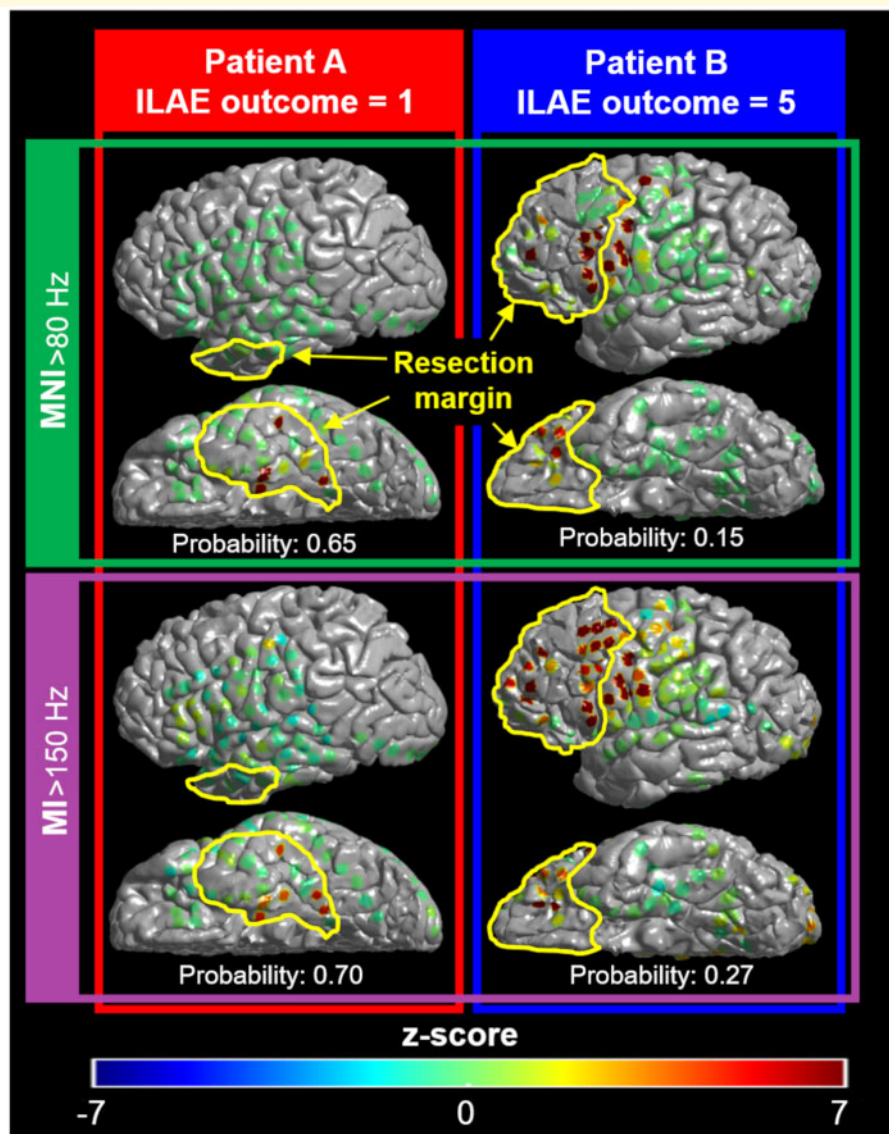 Patient A
ILAE outcome = 1
Patient B
ILAE outcome = 5
MNI>80 Hz
Resection
margin
Probability: 0.65
Probability: 0.15
MI>150 Hz
Probability: 0.70
Probability: 0.27
z-score
-7
0
7